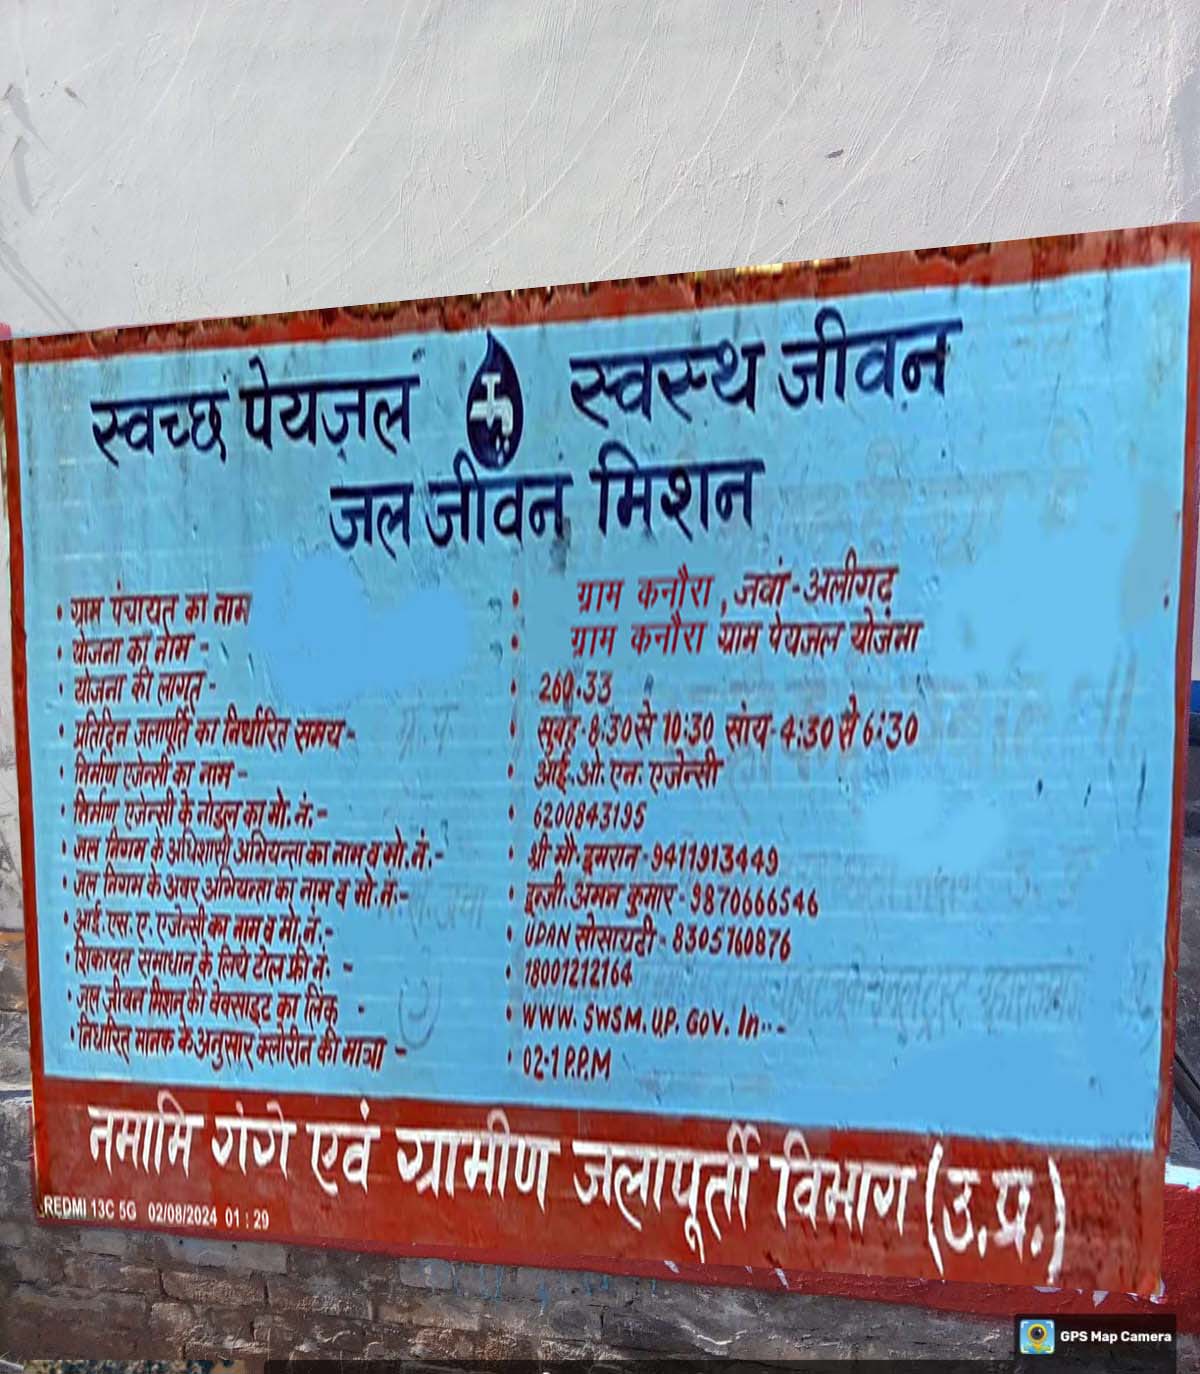 स्वच्छ पेयजल स्वस्थ जीवन
जल जीवन मिशन
• ग्राम पंचायत का नाम • ग्राम कनौरा , जवां - अलीगढ़
• योजना का नाम - • ग्राम कनौरा ग्राम पेयजल योजना
• योजना की लागत - • 260.33
• प्रतिदिन जलापूर्ति का निर्धारित समय - • सुबह - 8:30 से 10:30 सांय - 4:30 से 6:30
• निर्माण एजेन्सी का नाम - • आई.ओ.एन. एजेन्सी
• निर्माण एजेन्सी के नोडल का मो. नं. - • 6200843195
• जल निगम के अधिशासी अभियन्ता का नाम व मो. नं. - • श्री मौ- इमरान - 9411913449
• जल निगम के अवर अभियन्ता का नाम व मो. नं. - • इन्जी. अमन कुमार - 9870666546
• आई. एस. ए. एजेन्सी का नाम व मो. नं. - • UPAN सोसायटी - 8305760876
• शिकायत समाधान के लिये टोल फ्री नं. - • 18001212164
• जल जीवन मिशन की वेबसाइट का लिंक - • WWW. SWSM. UP. GoV. In -- -
• निर्धारित मानक के अनुसार क्लोरीन की मात्रा - • 02-1 P.P.M
नमामि गंगे एवं ग्रामीण जलापूर्ती विभाग (उ.प्र.)
REDMI 13C 5G 02/08/2024 01 : 29
GPS Map Camera